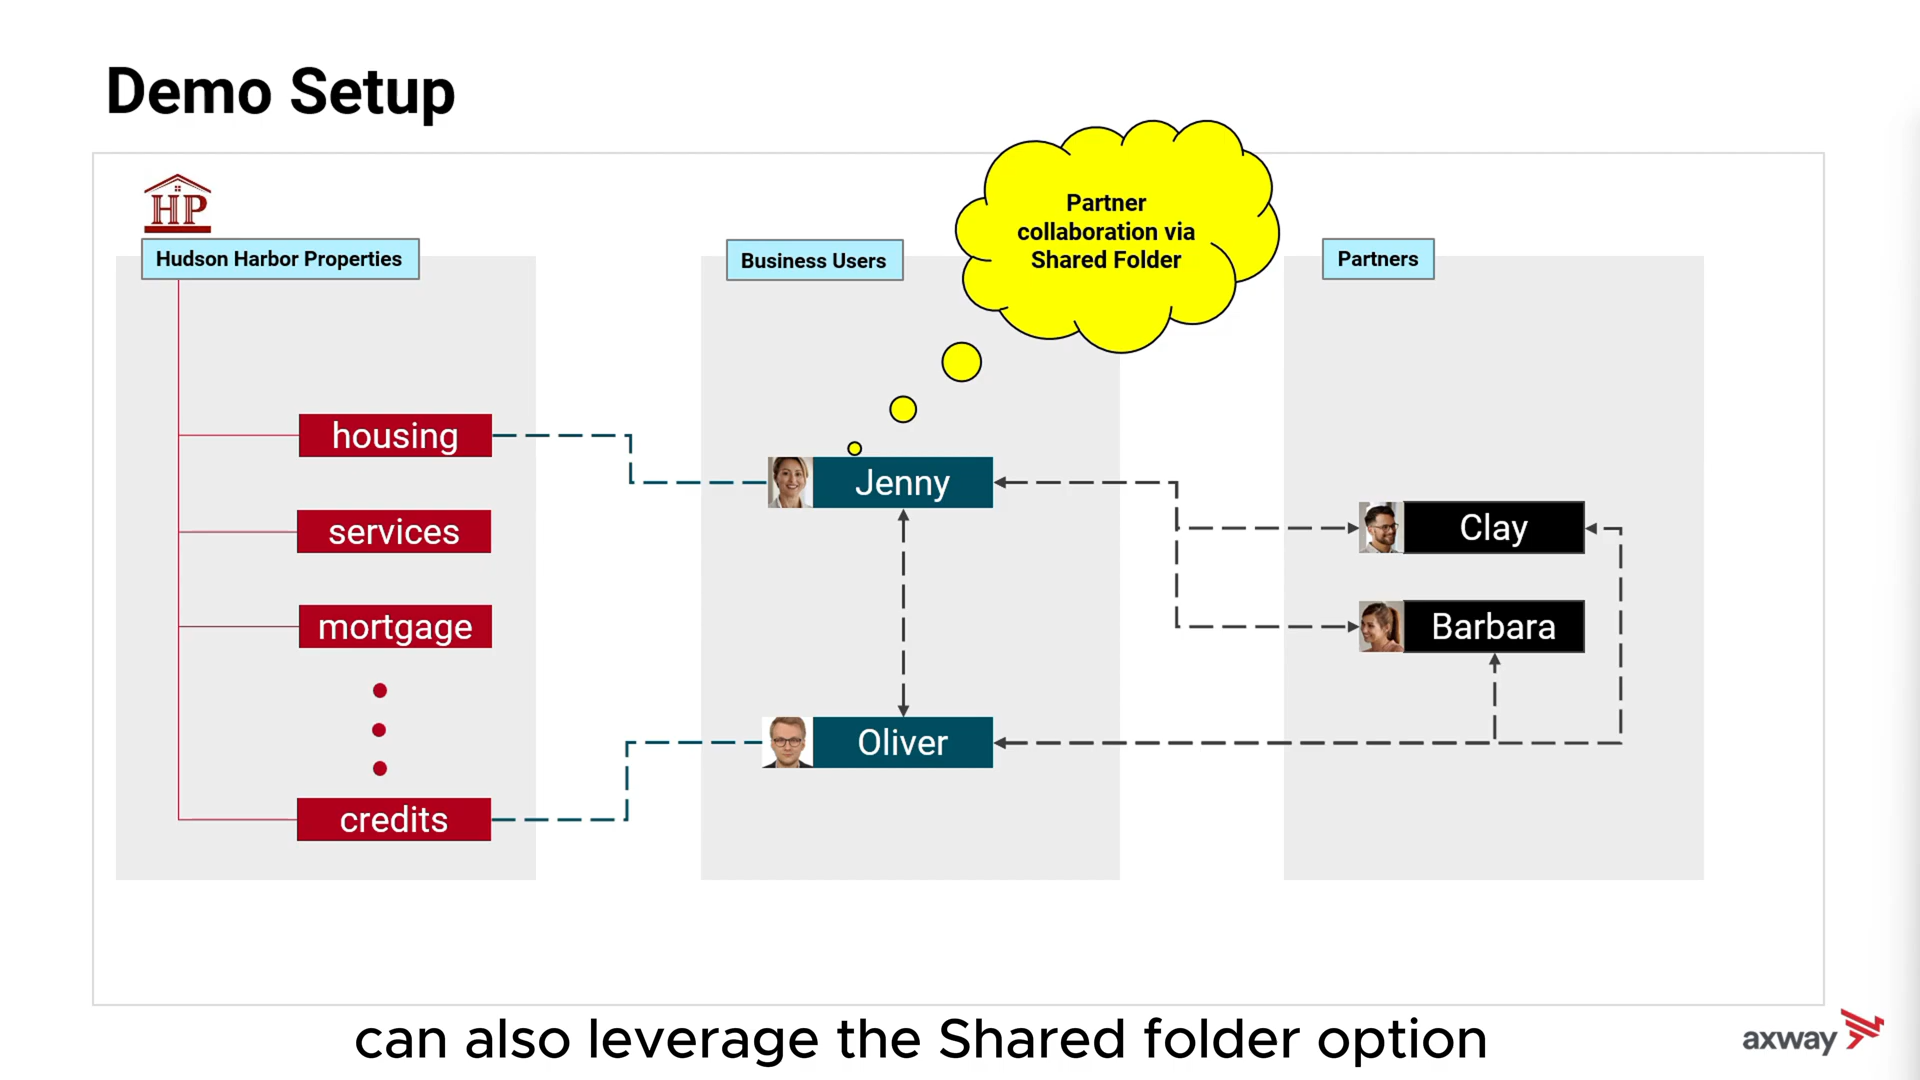 Demo Setup
HP
Hudson Harbor Properties
housing
services
mortgage
credits
Business Users
Partner
collaboration via
Shared Folder
Jenny
Oliver
Partners
Clay
Barbara
can also leverage the Shared folder option
axway